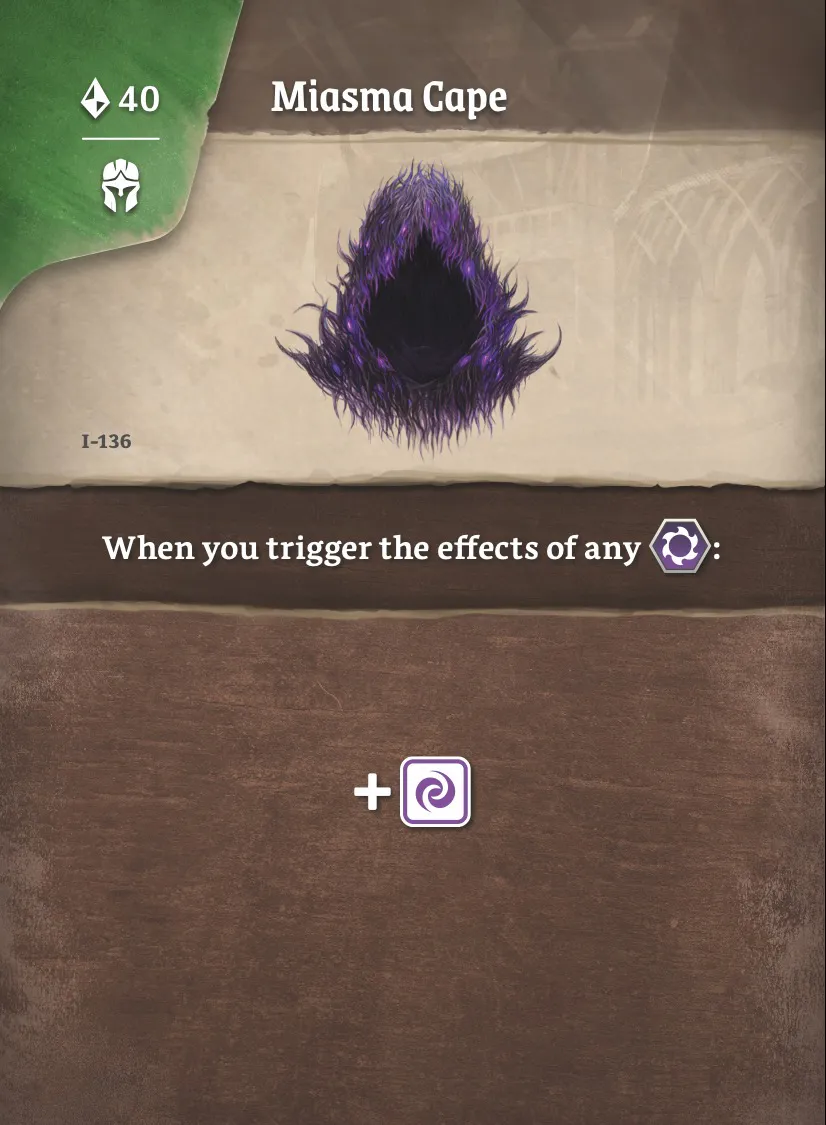 40
Miasma Cape
I-136
When you trigger the effects of any :
+